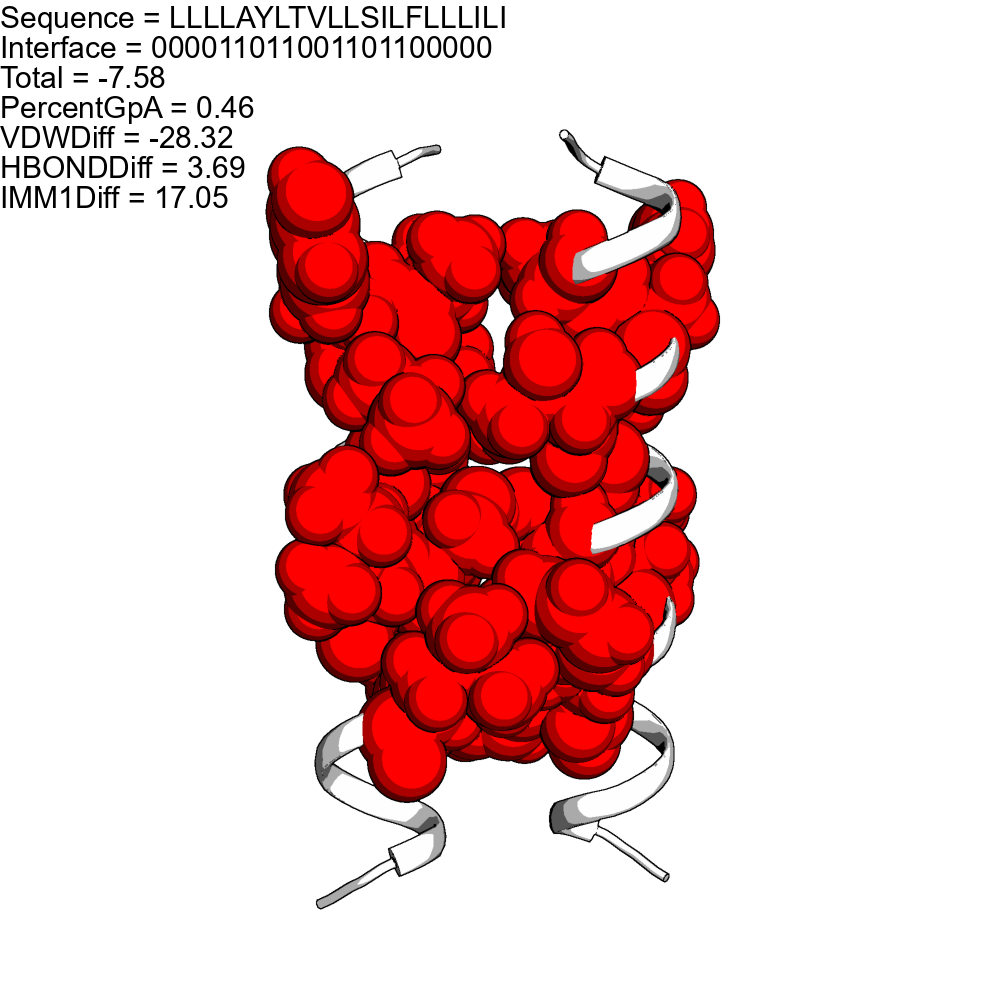 Sequence = LLLLAYLTVLLSILFLLLILI
Interface = 000011011001101100000
Total = -7.58
PercentGpA = 0.46
VDWDiff = -28.32
HBONDDiff = 3.69
IMM1Diff = 17.05